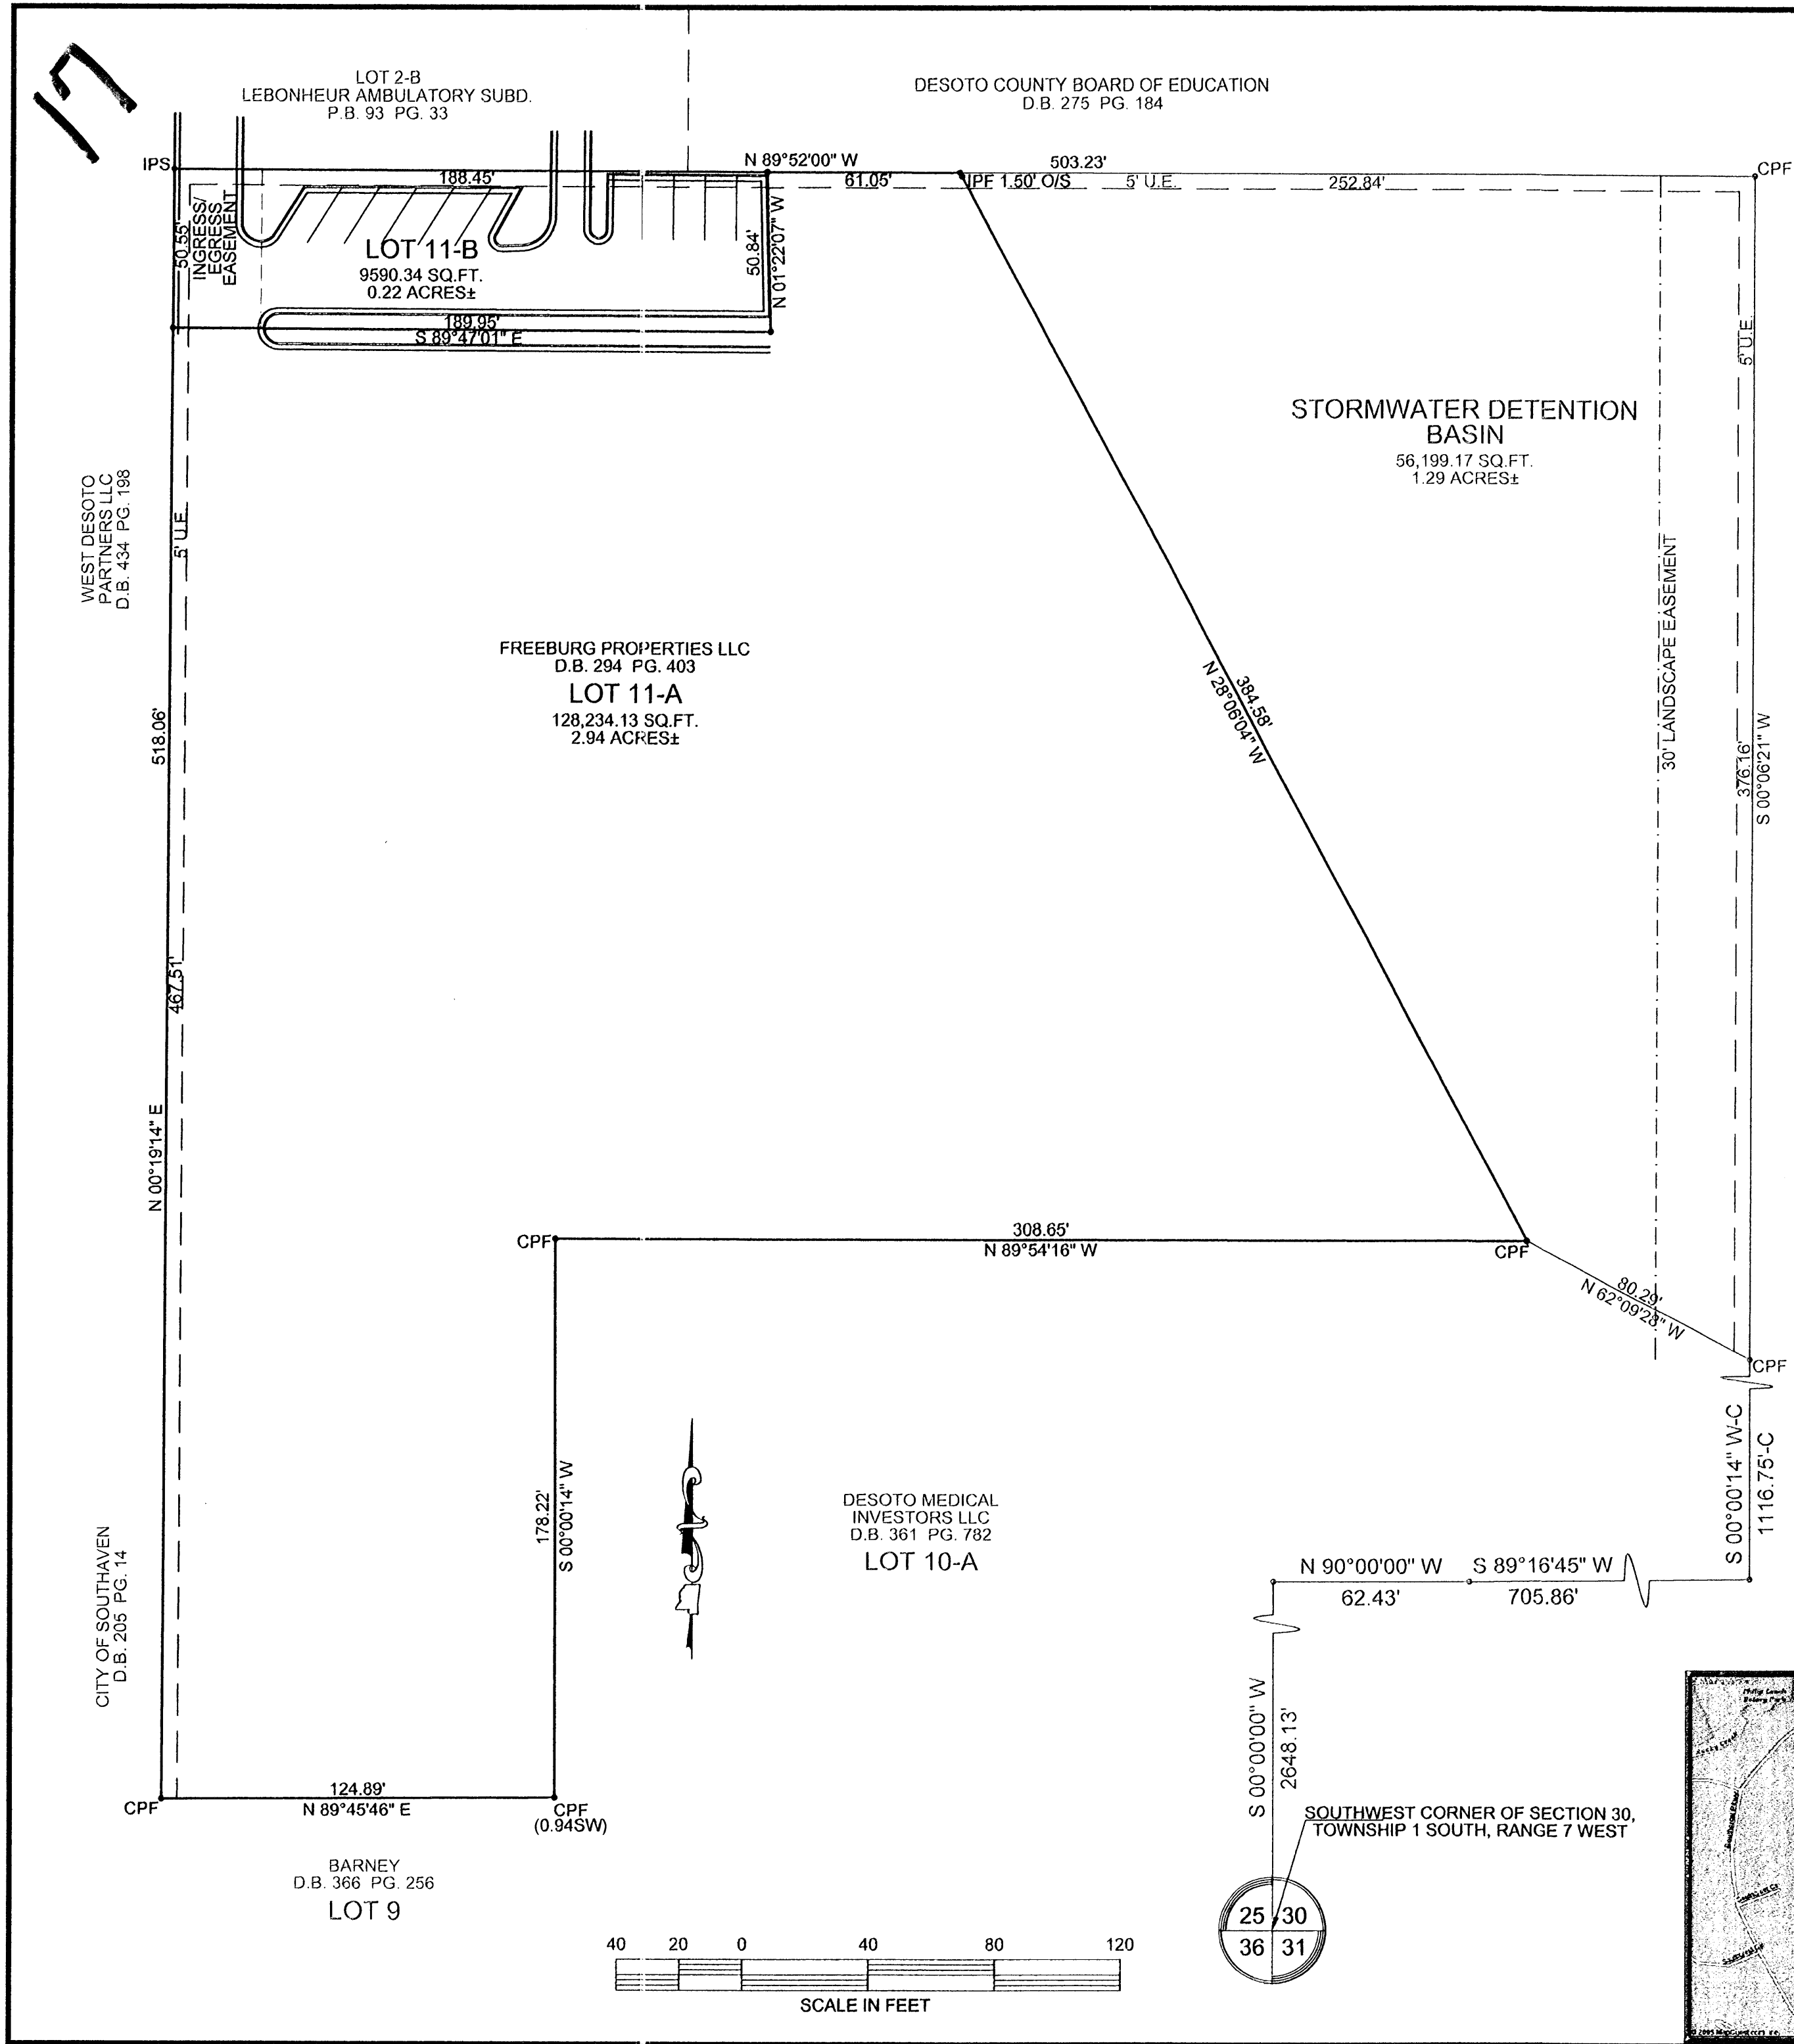 17
LOT 2-B
LEBONHEUR AMBULATORY SUBD.
P.B. 93 PG. 33
DESOTO COUNTY BOARD OF EDUCATION
D.B. 275 PG. 184
IPS
188.45'
N 89°52'00" W
61.05'
IPF 1.50' O/S
503.23'
5' U.E.
252.84'
CPF
50.55'
INGRESS/
EGRESS
EASEMENT
LOT 11-B
9590.34 SQ.FT.
0.22 ACRES±
50.84'
N 01°22'07" W
189.95'
S 89°47'01" E
5' U.E.
STORMWATER DETENTION
BASIN
56,199.17 SQ.FT.
1.29 ACRES±
WEST DESOTO
PARTNERS LLC
D.B. 434 PG. 198
5' U.E.
30' LANDSCAPE EASEMENT
FREEBURG PROPERTIES LLC
D.B. 294 PG. 403
LOT 11-A
128,234.13 SQ.FT.
2.94 ACRES±
384.58'
N 28°06'04" W
518.06'
376.16'
S 00°06'21" W
467.51'
N 00°19'14" E
CPF
308.65'
N 89°54'16" W
CPF
80.29'
N 62°09'28" W
CPF
178.22'
S 00°00'14" W
DESOTO MEDICAL
INVESTORS LLC
D.B. 361 PG. 782
LOT 10-A
S 00°00'14" W-C
1116.75'-C
N 90°00'00" W
62.43'
S 89°16'45" W
705.86'
CITY OF SOUTHAVEN
D.B. 205 PG. 14
S 00°00'00" W
2648.13'
CPF
124.89'
N 89°45'46" E
CPF
(0.94SW)
SOUTHWEST CORNER OF SECTION 30,
TOWNSHIP 1 SOUTH, RANGE 7 WEST
BARNEY
D.B. 366 PG. 256
LOT 9
25 30
36 31
40 20 0 40 80 120
SCALE IN FEET